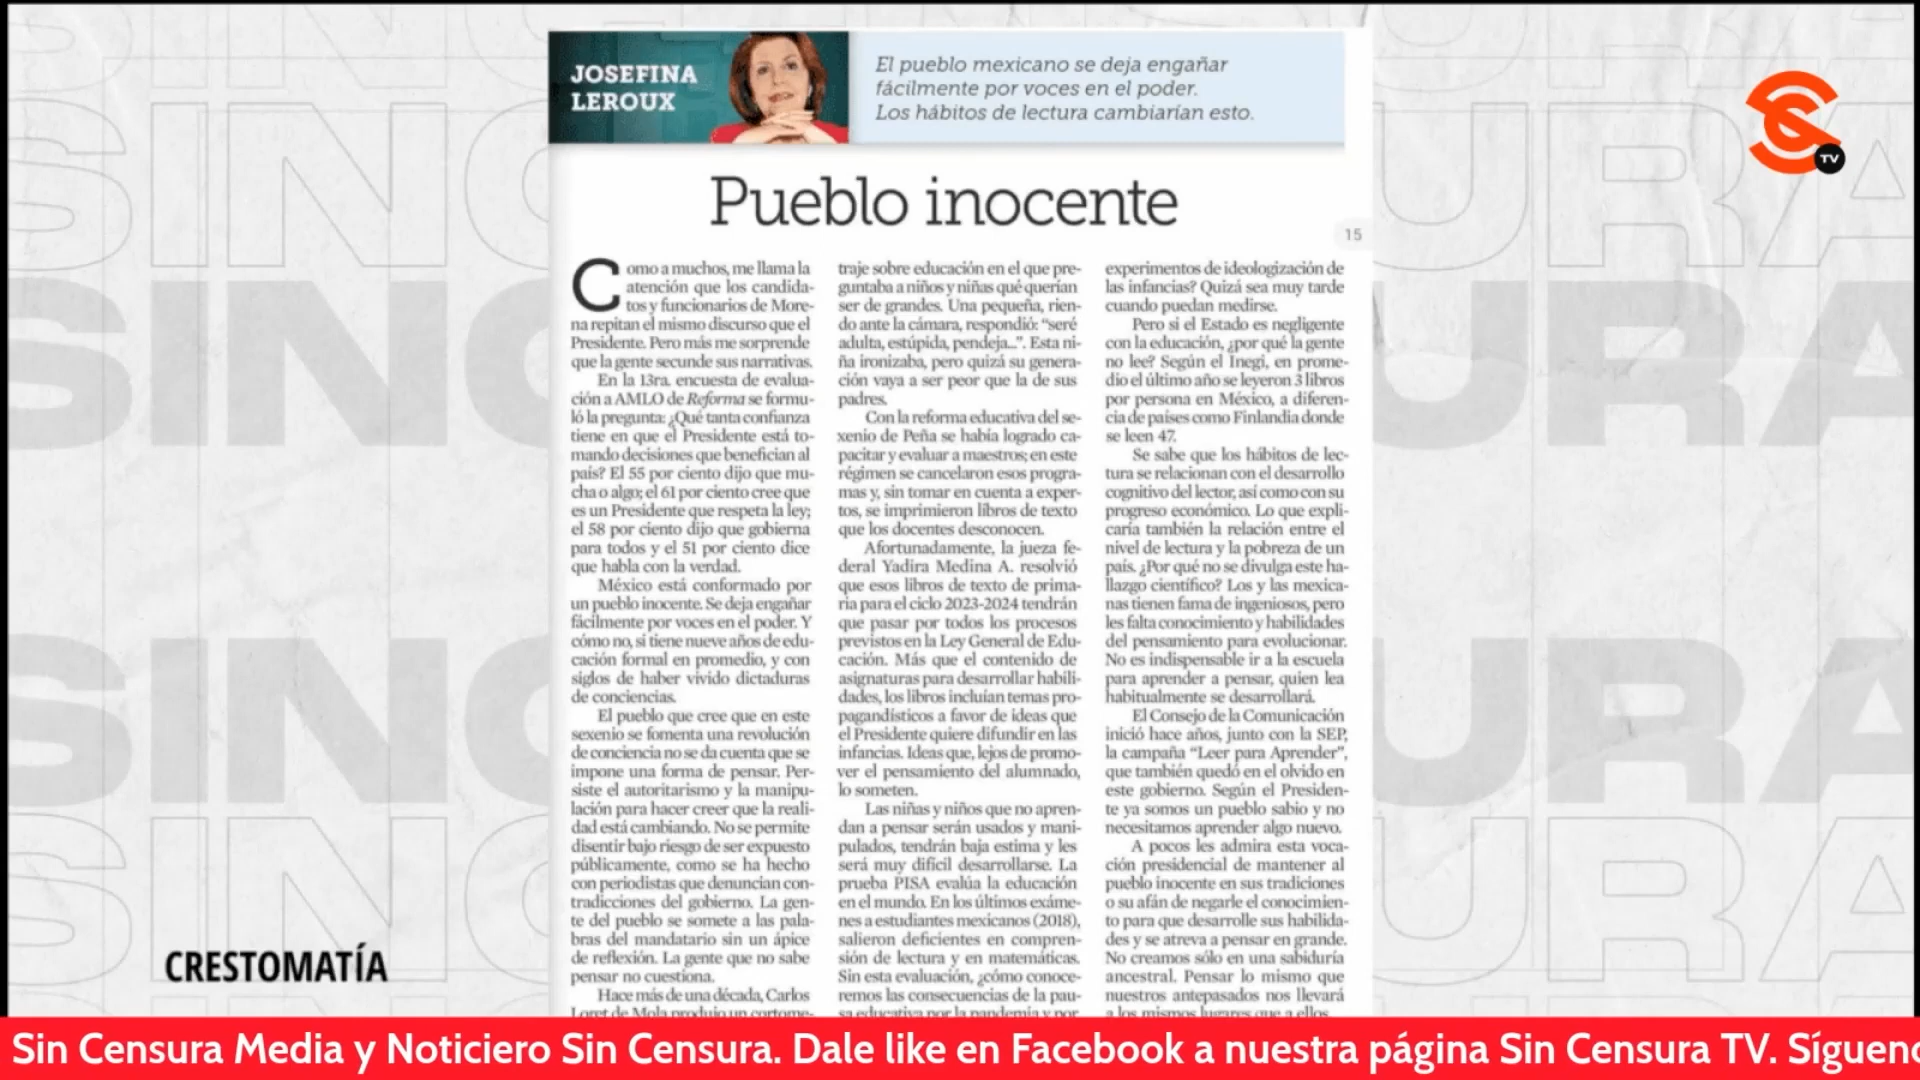 JOSEFINA
LEROUX
El pueblo mexicano se deja engañar
fácilmente por voces en el poder.
Los hábitos de lectura cambiarían esto.
TV
Pueblo inocente
15
Como a muchos, me llama la
atención que los candida-
tos y funcionarios de More-
na repitan el mismo discurso que el
Presidente. Pero más me sorprende
que la gente secunde sus narrativas.
En la 13ra. encuesta de evalua-
ción a AMLO de Reforma se formu-
ló la pregunta: ¿Qué tanta confianza
tiene en que el Presidente está to-
mando decisiones que benefician al
país? El 55 por ciento dijo que mu-
cha o algo; el 61 por ciento cree que
es un Presidente que respeta la ley;
el 58 por ciento dijo que gobierna
para todos y el 51 por ciento dice
que habla con la verdad.
México está conformado por
un pueblo inocente. Se deja engañar
fácilmente por voces en el poder. Y
cómo no, si tiene nueve años de edu-
cación formal en promedio, y con
siglos de haber vivido dictaduras
de conciencias.
El pueblo que cree que en este
sexenio se fomenta una revolución
de conciencia no se da cuenta que se
impone una forma de pensar. Per-
siste el autoritarismo y la manipu-
lación para hacer creer que la reali-
dad está cambiando. No se permite
disentir bajo riesgo de ser expuesto
públicamente, como se ha hecho
con periodistas que denuncian con-
tradicciones del gobierno. La gen-
te del pueblo se somete a las pala-
bras del mandatario sin un ápice
de reflexión. La gente que no sabe
pensar no cuestiona.
Hace más de una década, Carlos
Loret de Mola produjo un cortome-
traje sobre educación en el que pre-
guntaba a niños y niñas qué querían
ser de grandes. Una pequeña, rien-
do ante la cámara, respondió: “seré
adulta, estúpida, pendeja...”. Esta ni-
ña ironizaba, pero quizá su genera-
ción vaya a ser peor que la de sus
padres.
Con la reforma educativa del se-
xenio de Peña se había logrado ca-
pacitar y evaluar a maestros; en este
régimen se cancelaron esos progra-
mas y, sin tomar en cuenta a exper-
tos, se imprimieron libros de texto
que los docentes desconocen.
Afortunadamente, la jueza fe-
deral Yadira Medina A. resolvió
que esos libros de texto de prima-
ria para el ciclo 2023-2024 tendrán
que pasar por todos los procesos
previstos en la Ley General de Edu-
cación. Más que el contenido de
asignaturas para desarrollar habili-
dades, los libros incluían temas pro-
pagandísticos a favor de ideas que
el Presidente quiere difundir en las
infancias. Ideas que, lejos de promo-
ver el pensamiento del alumnado,
lo someten.
Las niñas y niños que no apren-
dan a pensar serán usados y mani-
pulados, tendrán baja estima y les
será muy difícil desarrollarse. La
prueba PISA evalúa la educación
en el mundo. En los últimos exáme-
nes a estudiantes mexicanos (2018),
salieron deficientes en compren-
sión de lectura y en matemáticas.
Sin esta evaluación, ¿cómo conoce-
remos las consecuencias de la pau-
sa educativa por la pandemia y por
experimentos de ideologización de
las infancias? Quizá sea muy tarde
cuando puedan medirse.
Pero si el Estado es negligente
con la educación, ¿por qué la gente
no lee? Según el Inegi, en prome-
dio el último año se leyeron 3 libros
por persona en México, a diferen-
cia de países como Finlandia donde
se leen 47.
Se sabe que los hábitos de lec-
tura se relacionan con el desarrollo
cognitivo del lector, así como con su
progreso económico. Lo que expli-
caría también la relación entre el
nivel de lectura y la pobreza de un
país. ¿Por qué no se divulga este ha-
llazgo científico? Los y las mexica-
nas tienen fama de ingeniosos, pero
les falta conocimiento y habilidades
del pensamiento para evolucionar.
No es indispensable ir a la escuela
para aprender a pensar, quien lea
habitualmente se desarrollará.
El Consejo de la Comunicación
inició hace años, junto con la SEP,
la campaña “Leer para Aprender”,
que también quedó en el olvido en
este gobierno. Según el Presiden-
te ya somos un pueblo sabio y no
necesitamos aprender algo nuevo.
A pocos les admira esta voca-
ción presidencial de mantener al
pueblo inocente en sus tradiciones
o su afán de negarle el conocimien-
to para que desarrolle sus habilida-
des y se atreva a pensar en grande.
No creamos sólo en una sabiduría
ancestral. Pensar lo mismo que
nuestros antepasados nos llevará
a los mismos lugares que a ellos.
CRESTOMATÍA
Sin Censura Media y Noticiero Sin Censura. Dale like en Facebook a nuestra página Sin Censura TV. Síguenc